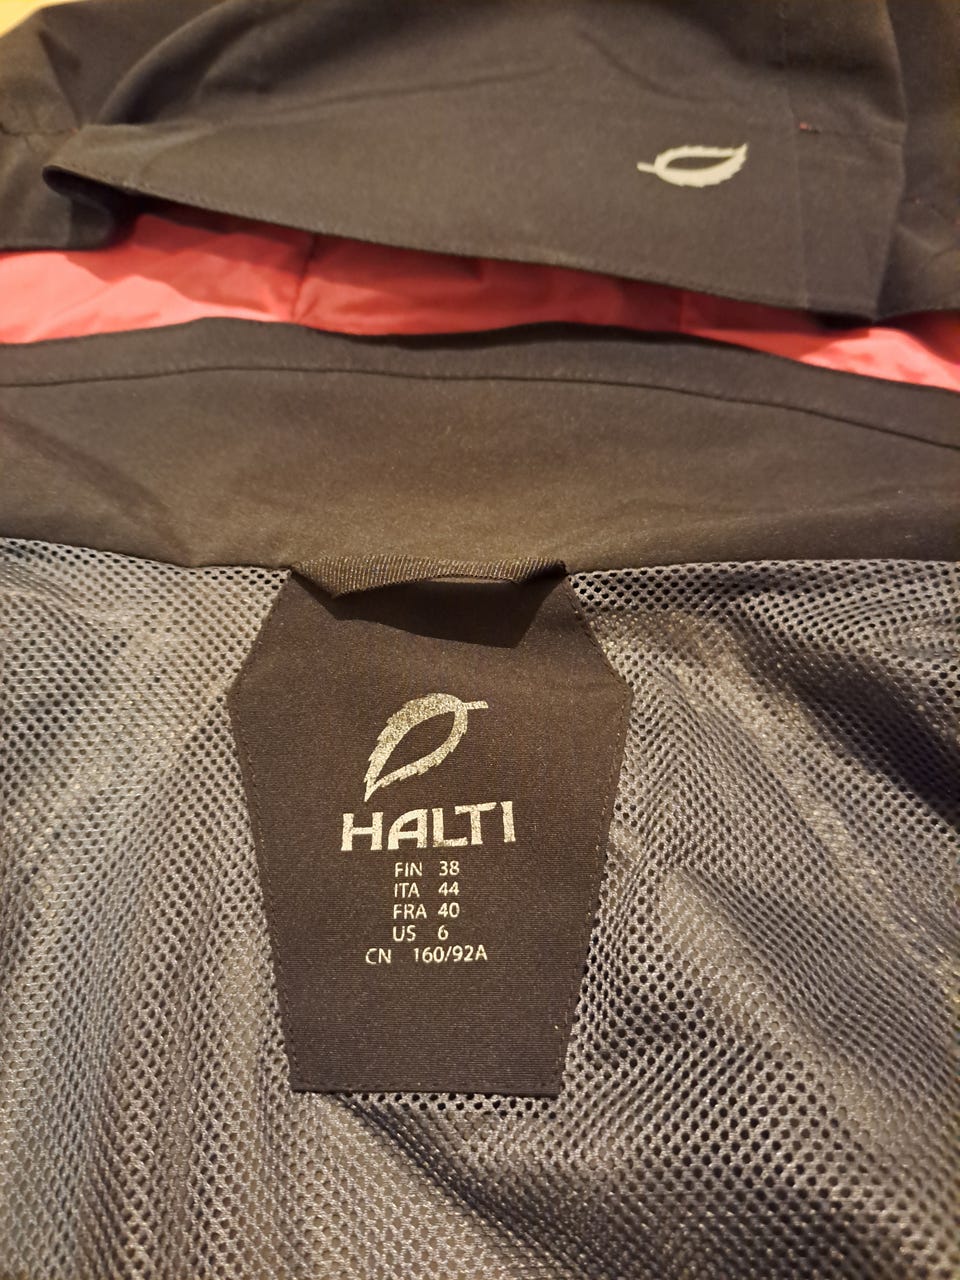 HALTI
FIN 38
ITA 44
FRA 40
US 6
CN 160/92A